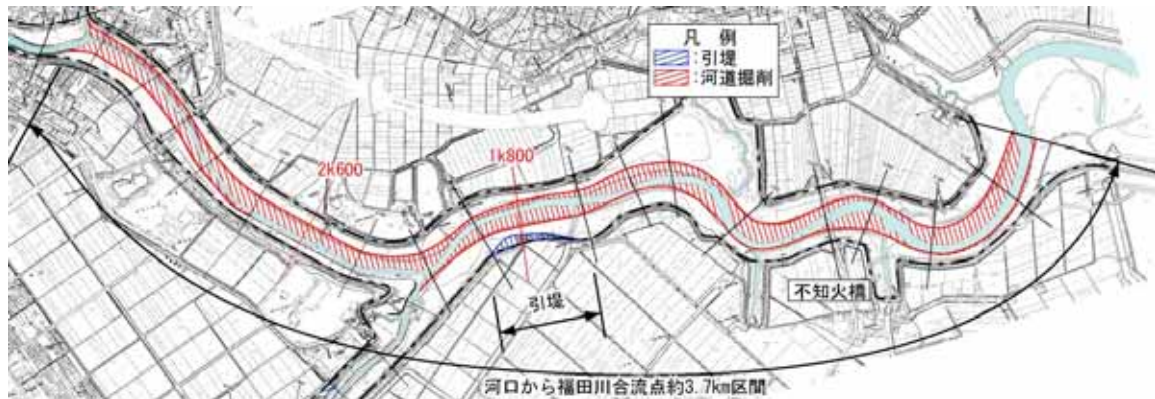 凡 例
:引堤
:河道掘削
2k600
1k800
引堤
不知火橋
河口から福田川合流点約3.7km区間